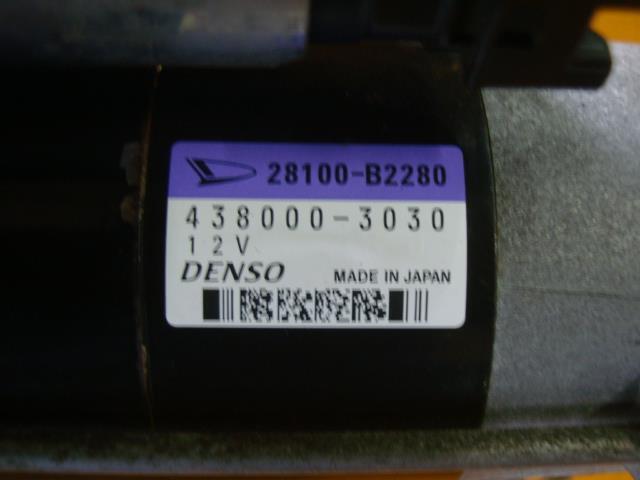 28100-B2280
438000-3030
12V
DENSO MADE IN JAPAN